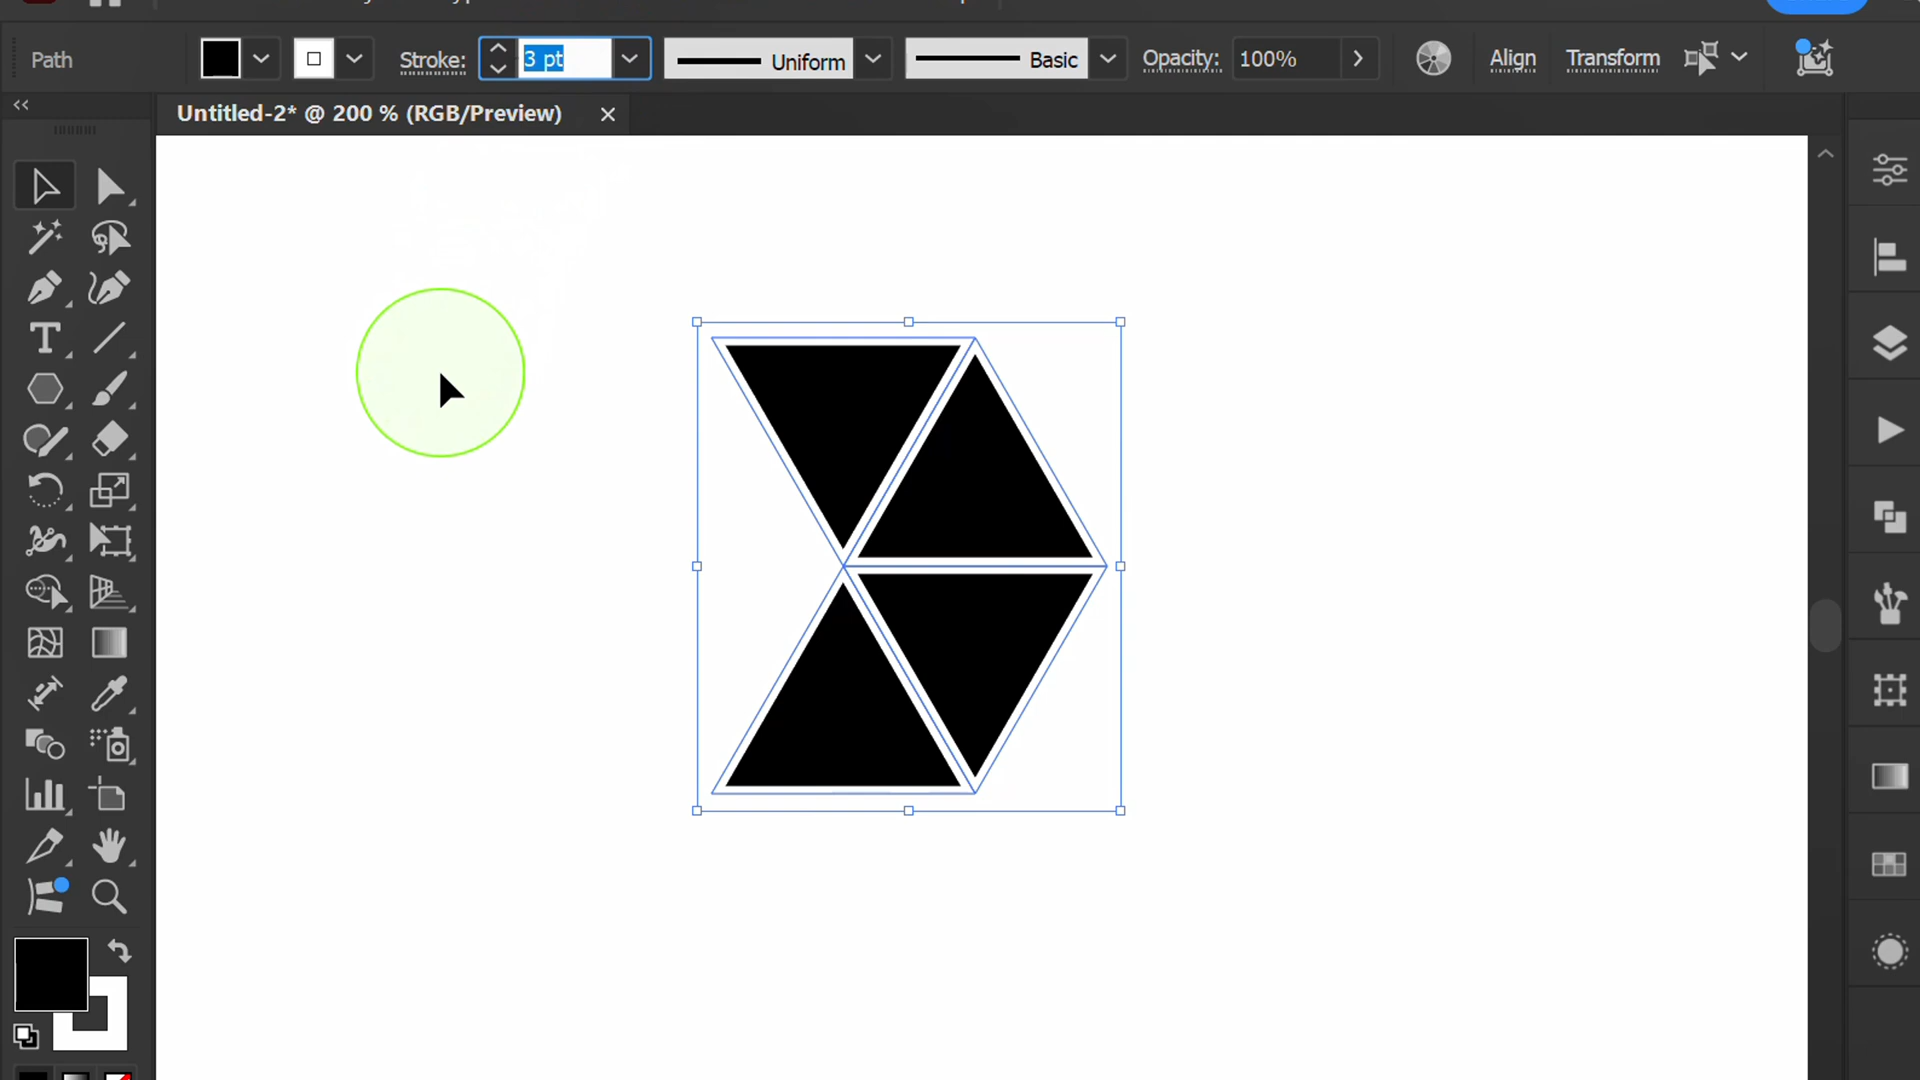 Path
Stroke:
3 pt
Uniform
Basic
Opacity:
100%
Align
Transform
Untitled-2* @ 200 % (RGB/Preview)